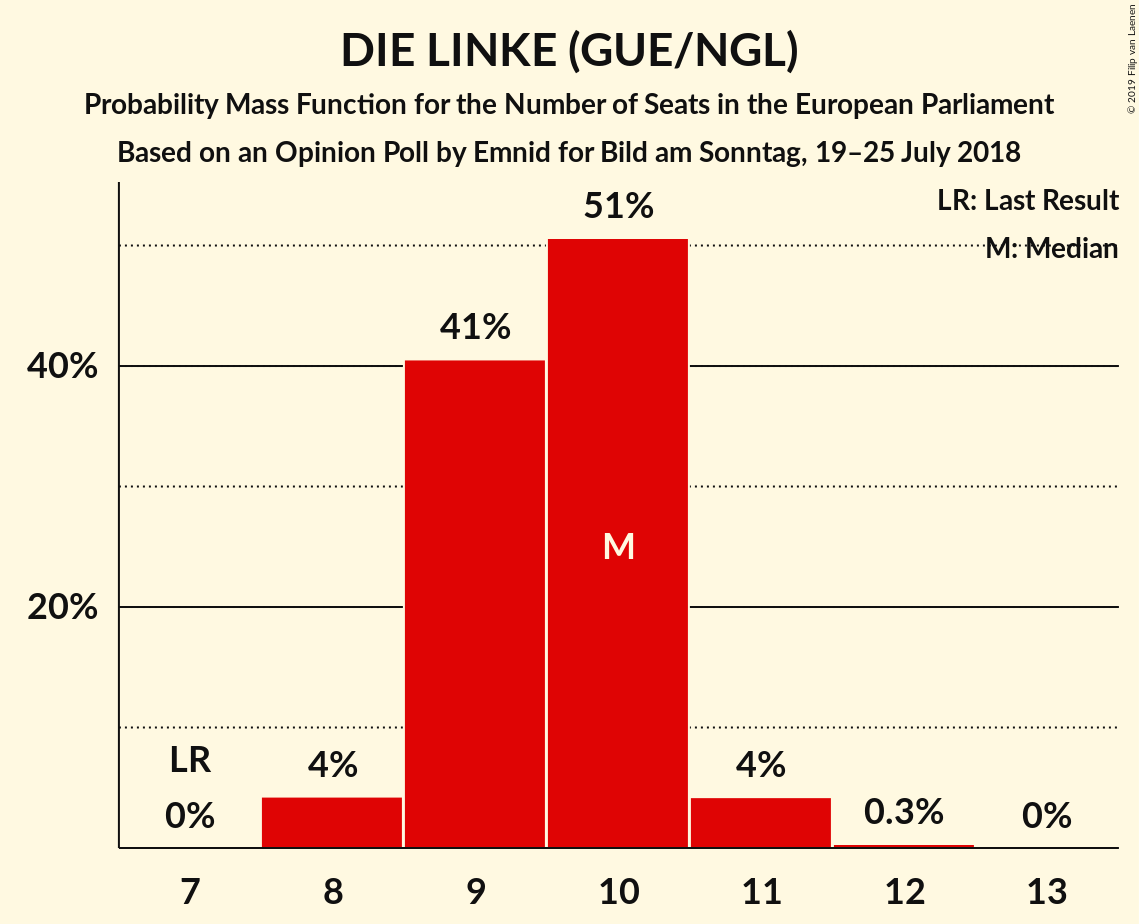 DIE LINKE (GUE/NGL)
Probability Mass Function for the Number of Seats in the European Parliament
Based on an Opinion Poll by Emnid for Bild am Sonntag, 19–25 July 2018
© 2019 Filip van Laenen
LR: Last Result
M: Median
51%
41%
40%
M
20%
LR
0%
4%
4%
0.3%
0%
7 8 9 10 11 12 13